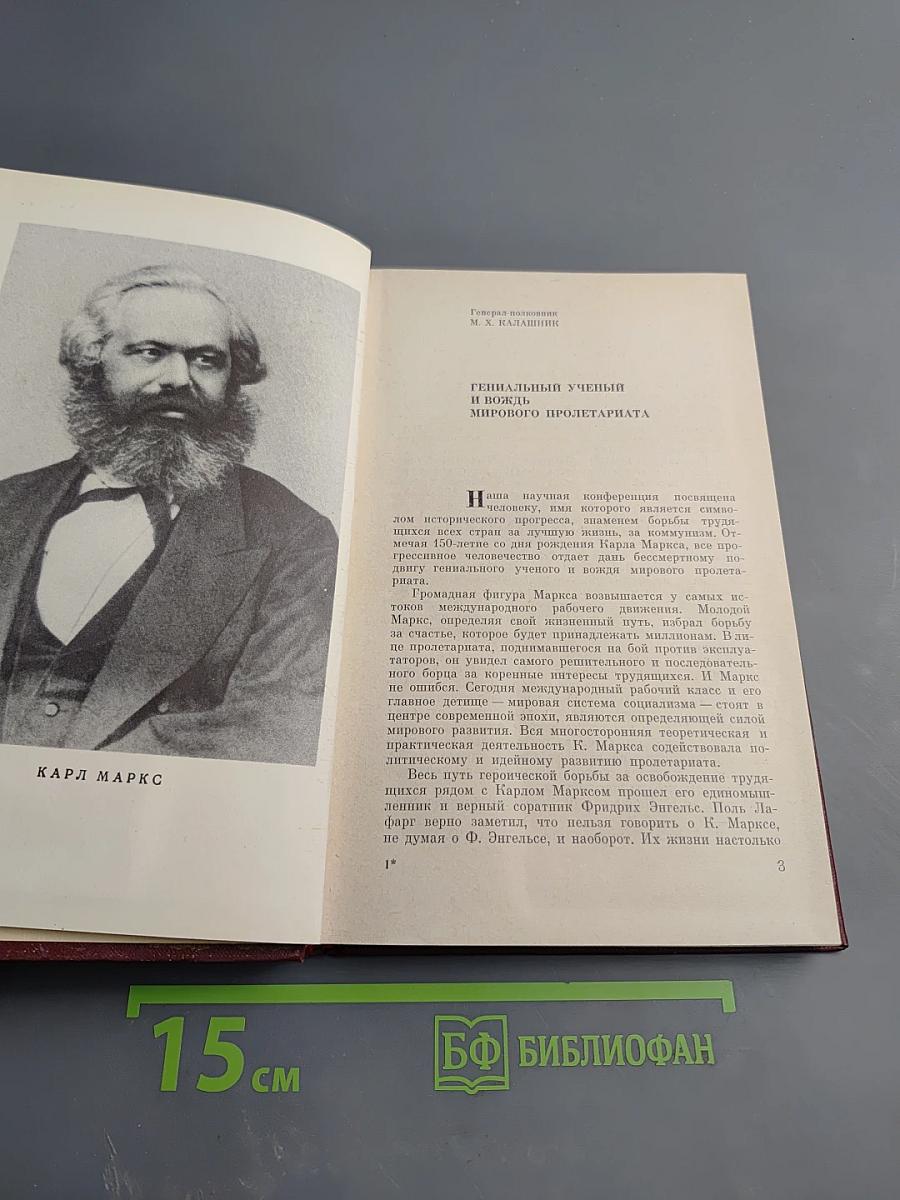 КАРЛ МАРКС
Генерал-полковник
М. Х. КАЛАШНИК
ГЕНИАЛЬНЫЙ УЧЕНЫЙ
И ВОЖДЬ
МИРОВОГО ПРОЛЕТАРИАТА
Наша научная конференция посвящена
человеку, имя которого является симво-
лом исторического прогресса, знаменем борьбы трудя-
щихся всех стран за лучшую жизнь, за коммунизм. От-
мечая 150-летие со дня рождения Карла Маркса, все про-
грессивное человечество отдает дань бессмертному по-
двигу гениального ученого и вождя мирового пролета-
риата.
Громадная фигура Маркса возвышается у самых ис-
токов международного рабочего движения. Молодой
Маркс, определяя свой жизненный путь, избрал борьбу
за счастье, которое будет принадлежать миллионам. В ли-
це пролетариата, поднимавшегося на бой против эксплуа-
таторов, он увидел самого решительного и последователь-
ного борца за коренные интересы трудящихся. И Маркс
не ошибся. Сегодня международный рабочий класс и его
главное детище — мировая система социализма — стоят в
центре современной эпохи, являются определяющей силой
мирового развития. Вся многосторонняя теоретическая и
практическая деятельность К. Маркса содействовала по-
литическому и идейному развитию пролетариата.
Весь путь героической борьбы за освобождение трудя-
щихся рядом с Карлом Марксом прошел его единомыш-
ленник и верный соратник Фридрих Энгельс. Поль Ла-
фарг верно заметил, что нельзя говорить о К. Марксе,
не думая о Ф. Энгельсе, и наоборот. Их жизни настолько
1*
3
15 см
БФ БИБЛИОФАН